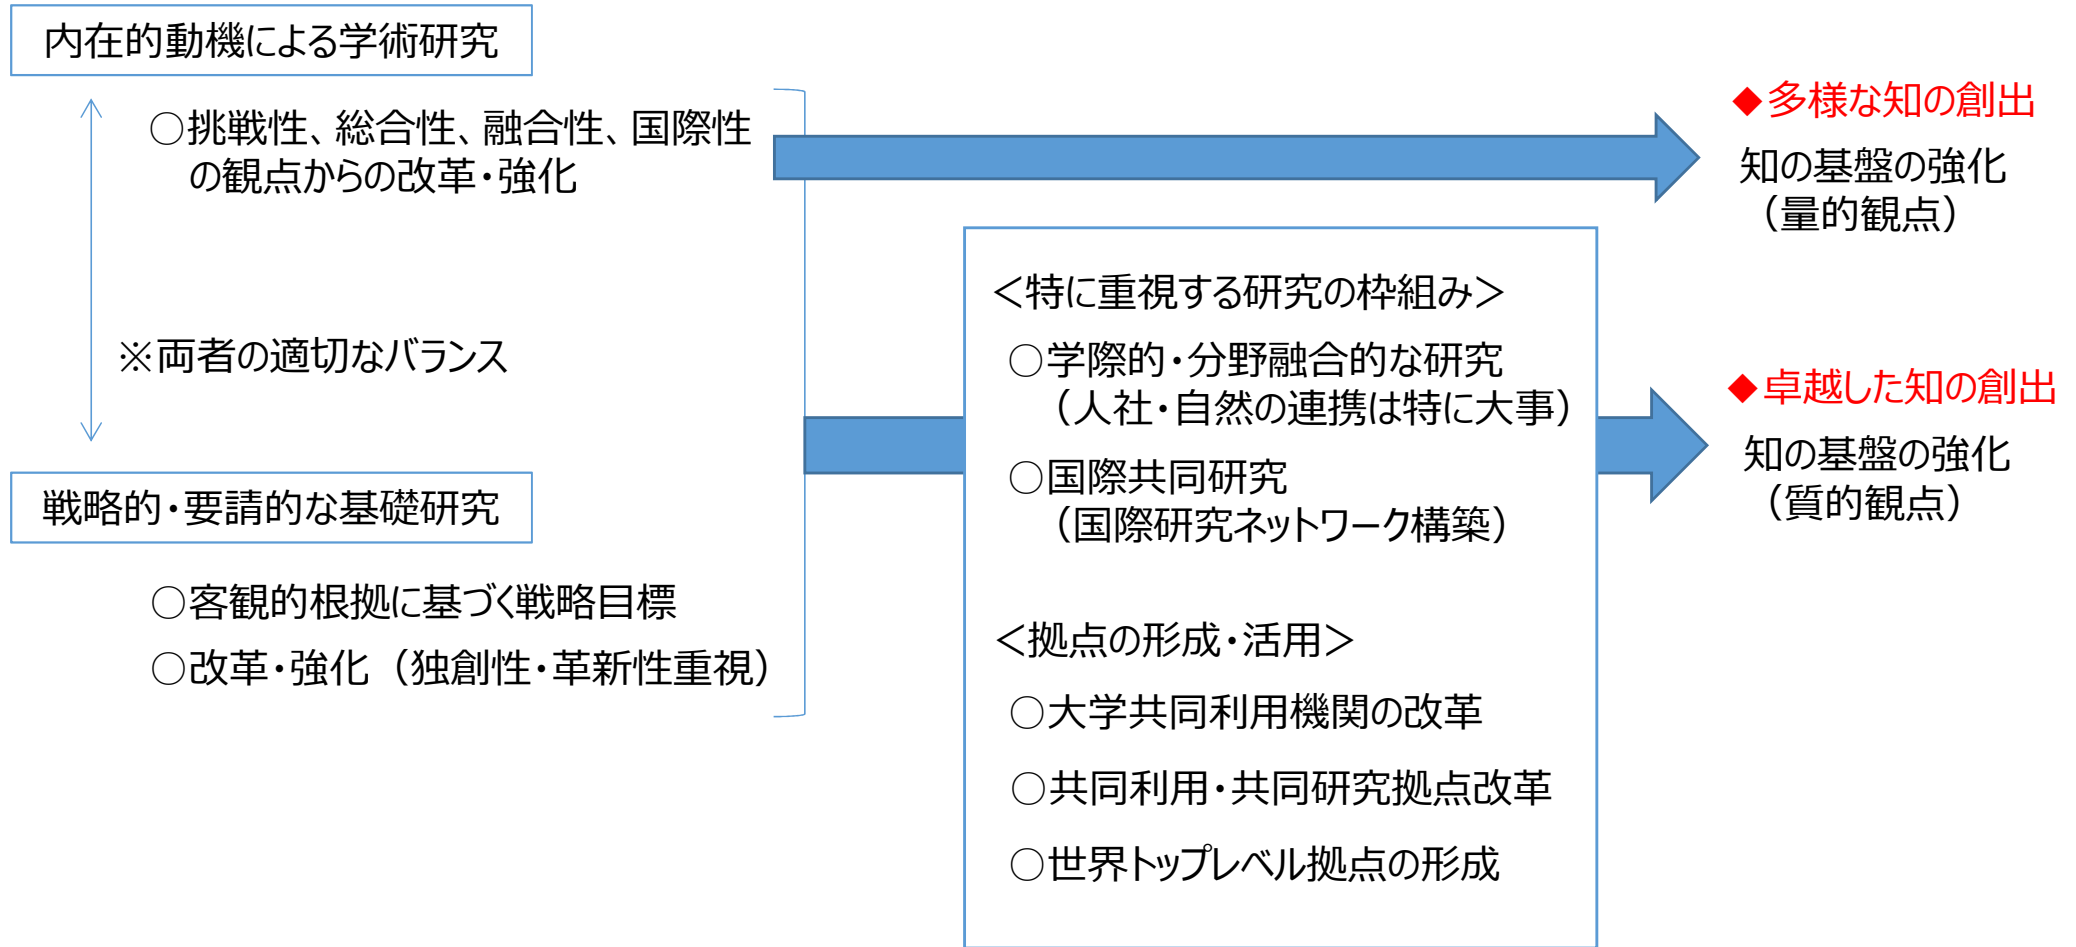 内在的動機による学術研究
○挑戦性、総合性、融合性、国際性
の観点からの改革・強化
※両者の適切なバランス
戦略的・要請的な基礎研究
○客観的根拠に基づく戦略目標
○改革・強化（独創性・革新性重視）
＜特に重視する研究の枠組み＞
○学際的・分野融合的な研究
（人社・自然の連携は特に大事）
○国際共同研究
（国際研究ネットワーク構築）
＜拠点の形成・活用＞
○大学共同利用機関の改革
○共同利用・共同研究拠点改革
○世界トップレベル拠点の形成
◆多様な知の創出
知の基盤の強化
（量的観点）
◆卓越した知の創出
知の基盤の強化
（質的観点）